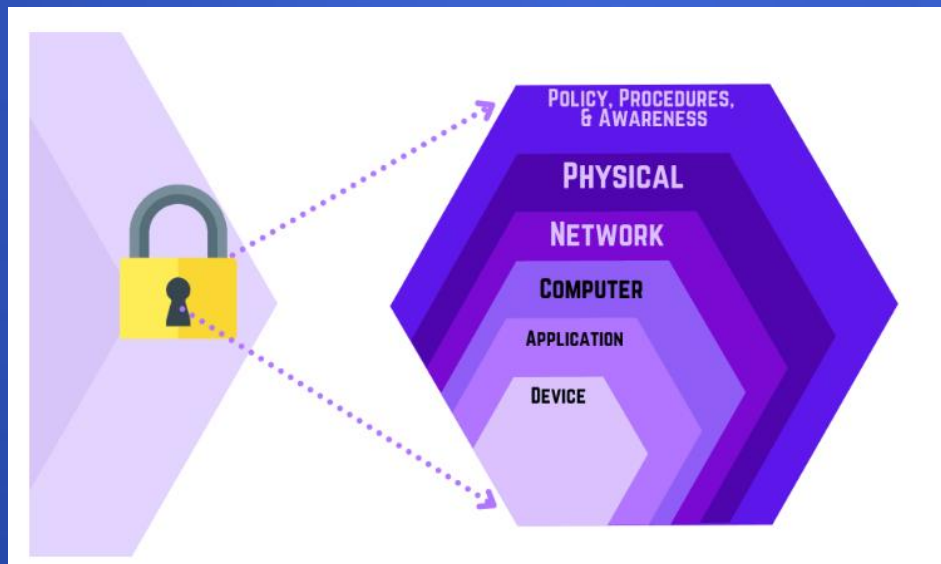 POLICY, PROCEDURES,
& AWARENESS
PHYSICAL
NETWORK
COMPUTER
APPLICATION
DEVICE